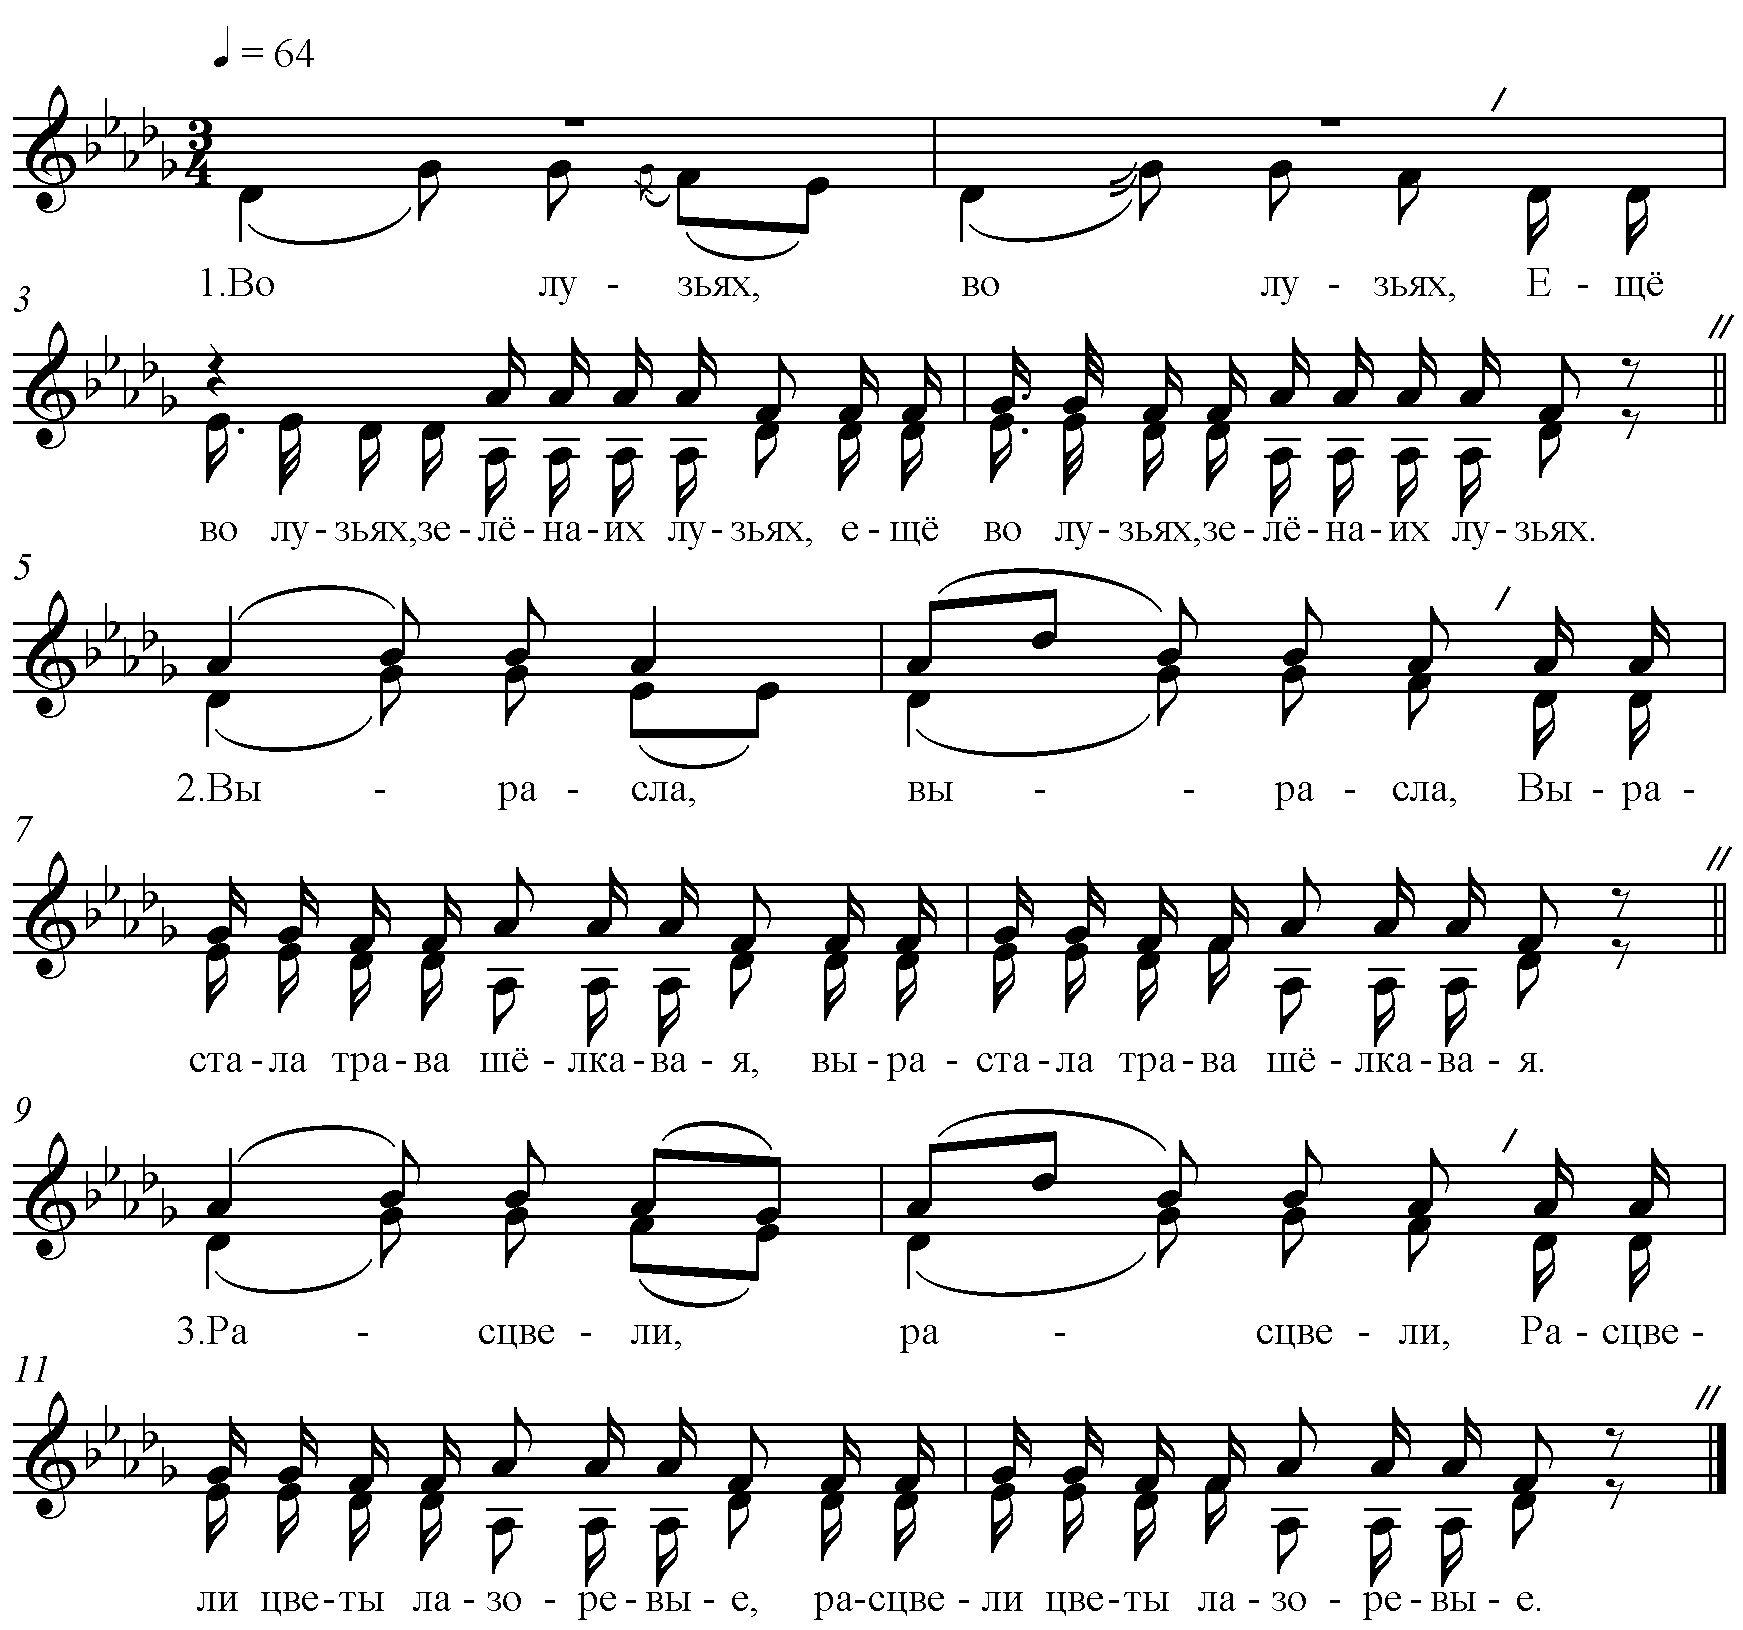 = 64
3
4
1.Во лу - зьях, во лу - зьях, Е - щё
3
во лу-зьях,зе-лё-на-их лу-зьях, е-щё во лу-зьях,зе-лё-на-их лу-зьях.
5
2.Вы - ра - сла, вы - - ра - сла, Вы - ра -
7
ста-ла тра-ва шё-лка-ва-я, вы-ра - ста-ла тра-ва шё-лка-ва-я.
9
3.Ра - сцве - ли, ра - сцве - ли, Ра-сцве-
11
ли цве-ты ла-зо-ре-вы-е, ра-сцве-ли цве-ты ла-зо-ре-вы-е.